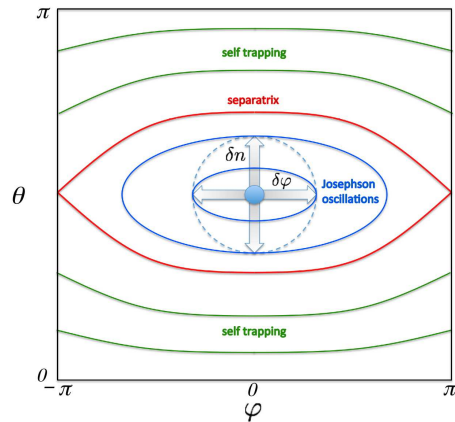 π
self trapping
separatrix
δn
δφ
θ
Josephson
oscillations
self trapping
0
−π
0
π
φ